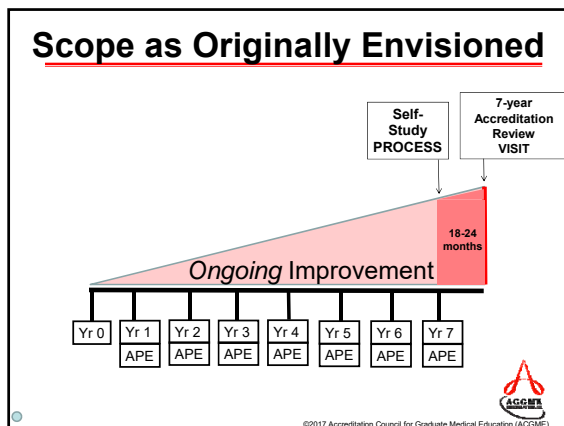 Scope as Originally Envisioned
Self-
Study
PROCESS
7-year
Accreditation
Review
VISIT
18-24
months
Ongoing Improvement
Yr 0
Yr 1
Yr 2
Yr 3
Yr 4
Yr 5
Yr 6
Yr 7
APE
APE
APE
APE
APE
APE
APE
ACGME
©2017 Accreditation Council for Graduate Medical Education (ACGME)